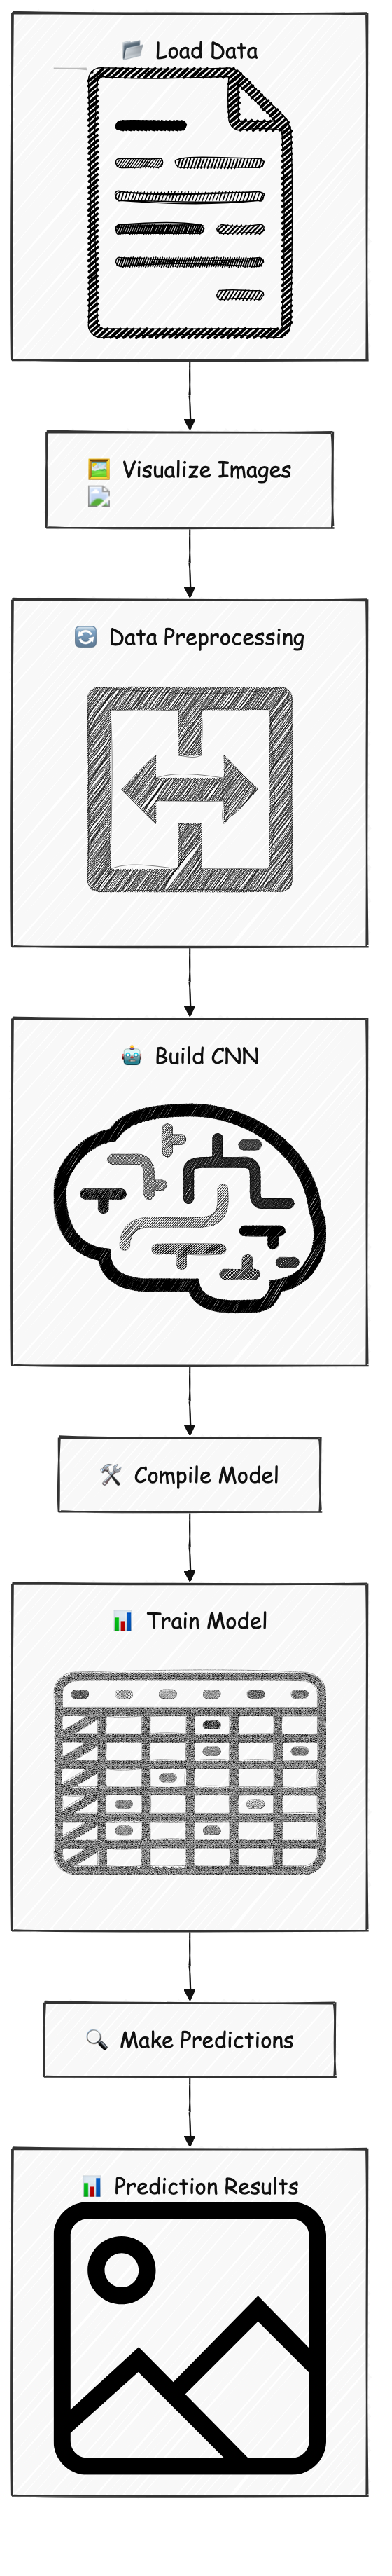 📂 Load Data
🖼️ Visualize Images
🔄 Data Preprocessing
🤖 Build CNN
🛠️ Compile Model
📊 Train Model
🔍 Make Predictions
📊 Prediction Results